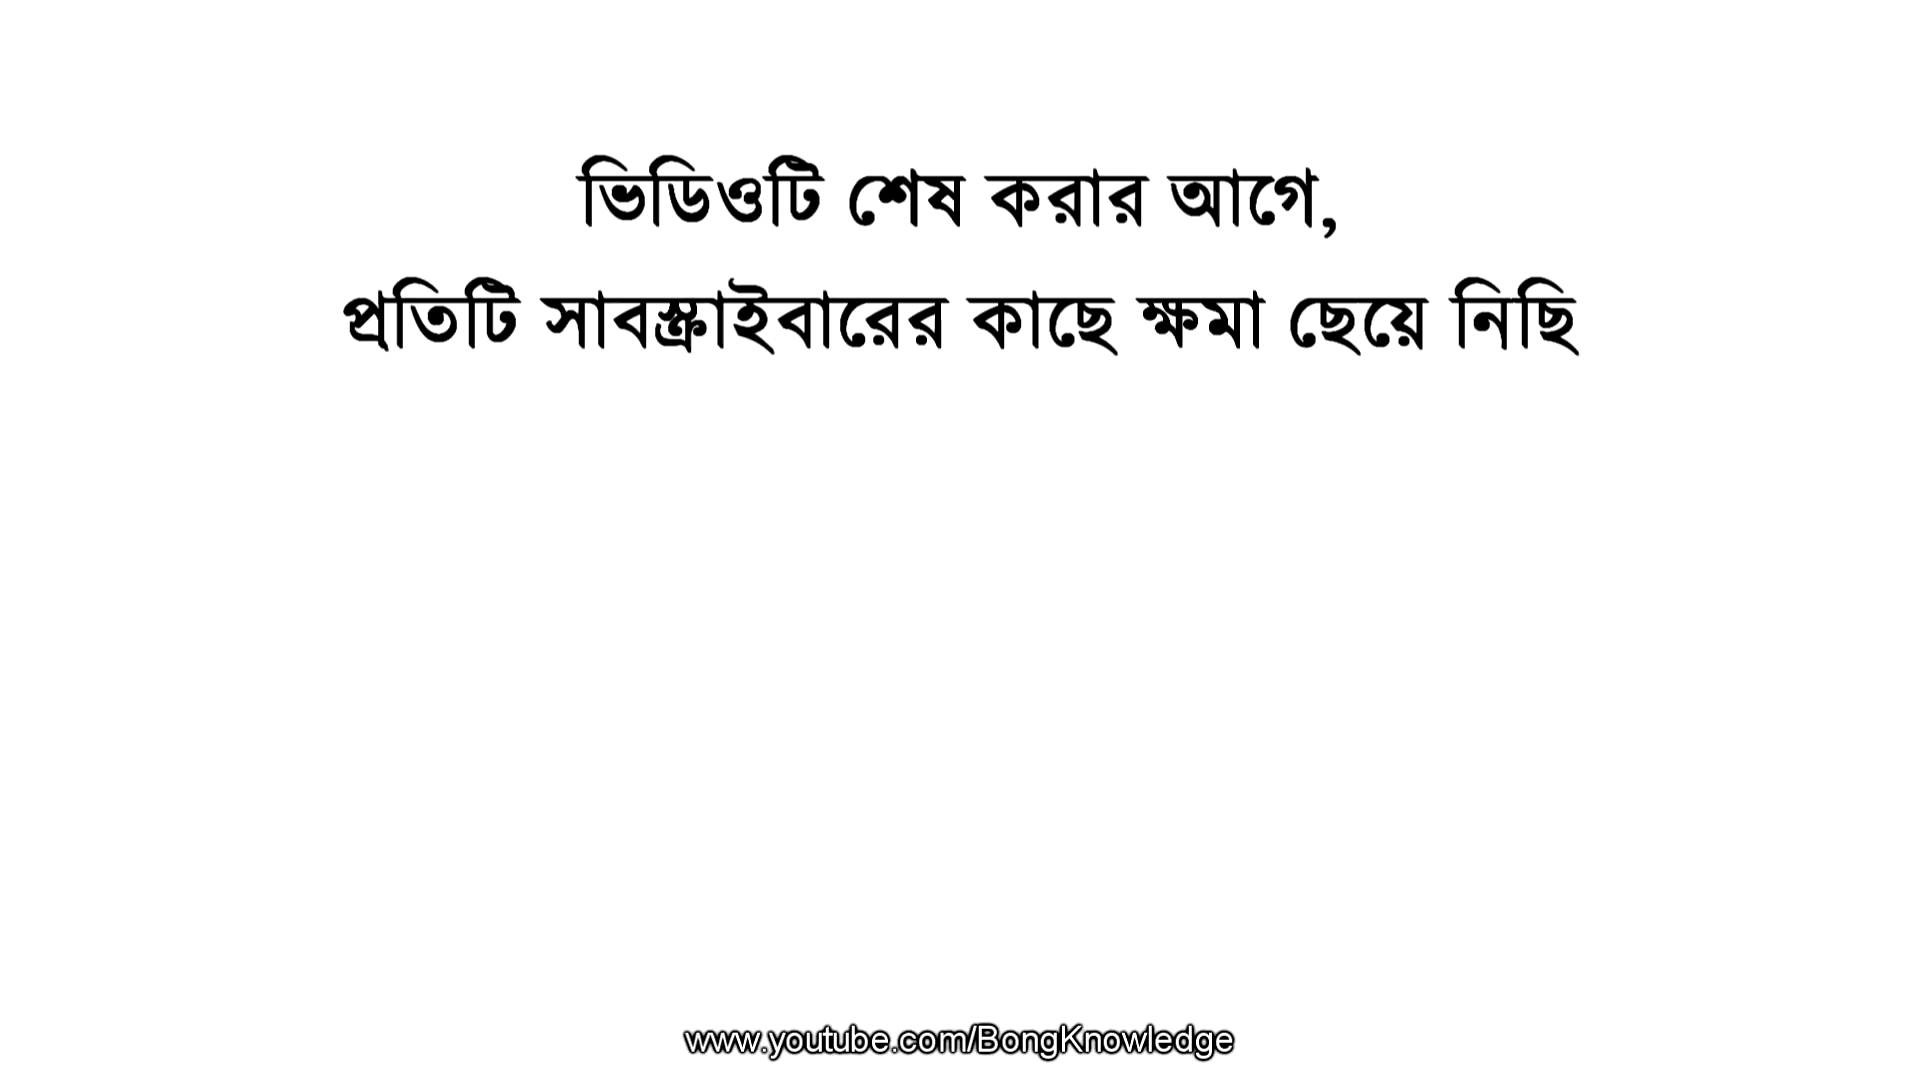 ভিডিওটি শেষ করার আগে,
প্রতিটি সাবস্ক্রাইবারের কাছে ক্ষমা ছেয়ে নিছি
www.youtube.com/BongKnowledge